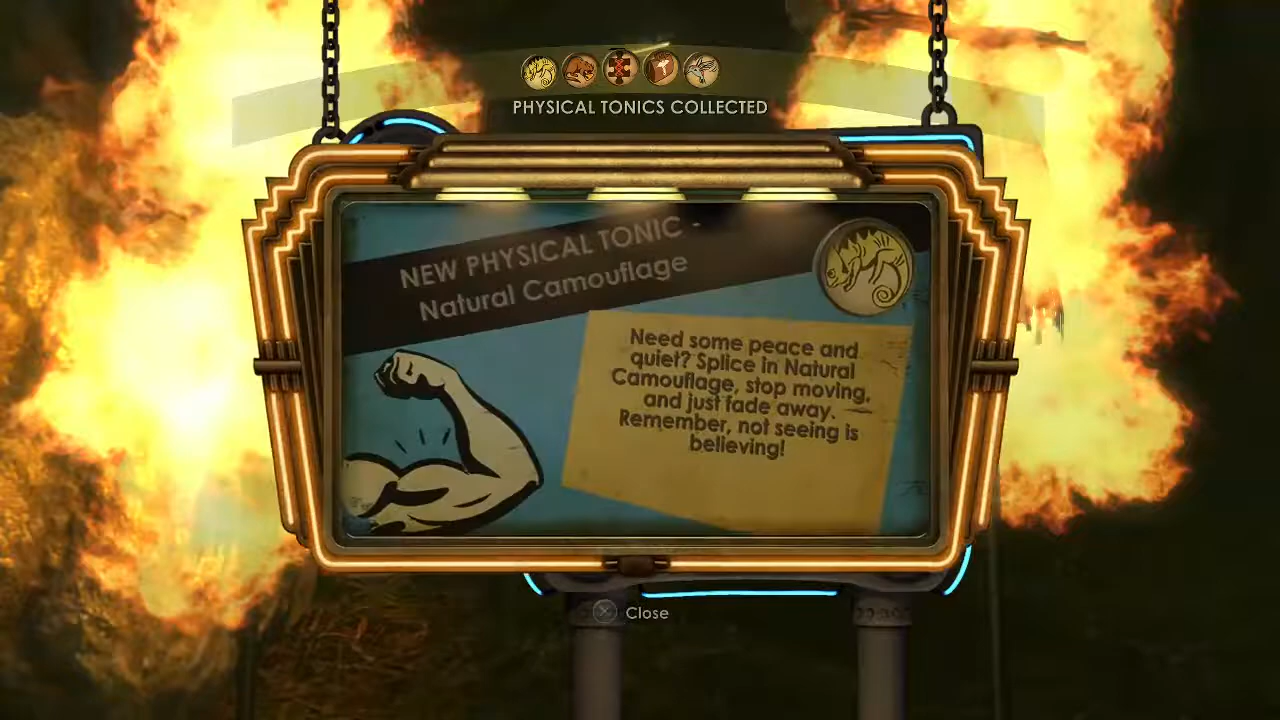 PHYSICAL TONICS COLLECTED
NEW PHYSICAL TONIC -
Natural Camouflage
Need some peace and
quiet? Splice in Natural
Camouflage, stop moving,
and just fade away.
Remember, not seeing is
believing!
Close